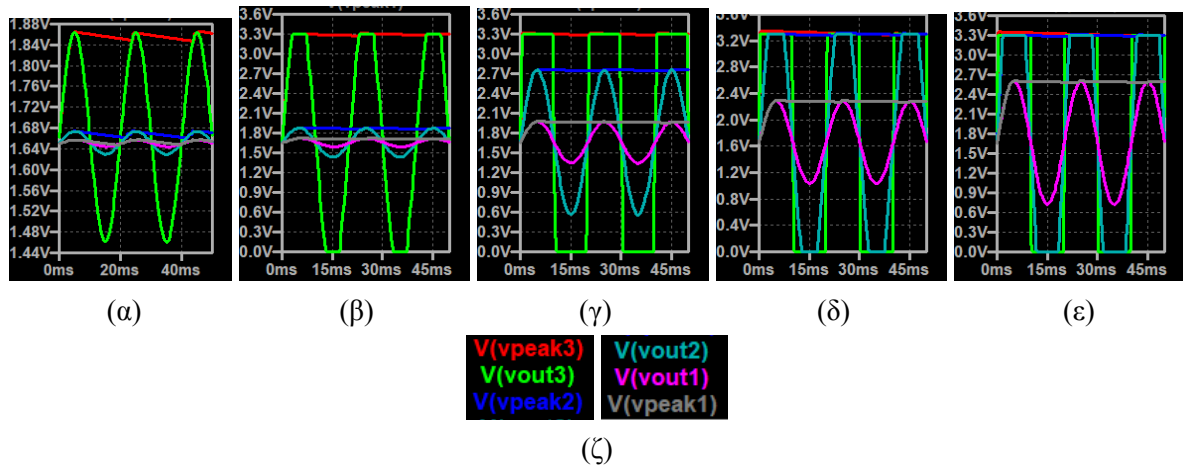 V(vpeak1)
1.88V
1.84V
1.80V
1.76V
1.72V
1.68V
1.64V
1.60V
1.56V
1.52V
1.48V
1.44V
0ms 20ms 40ms
3.6V
3.3V
3.0V
2.7V
2.4V
2.1V
1.8V
1.5V
1.2V
0.9V
0.6V
0.3V
0.0V
0ms 15ms 30ms 45ms
3.6V
3.3V
3.0V
2.7V
2.4V
2.1V
1.8V
1.5V
1.2V
0.9V
0.6V
0.3V
0.0V
0ms 15ms 30ms 45ms
3.6V
3.2V
2.8V
2.4V
2.0V
1.6V
1.2V
0.8V
0.4V
0.0V
0ms 15ms 30ms 45ms
3.6V
3.3V
3.0V
2.7V
2.4V
2.1V
1.8V
1.5V
1.2V
0.9V
0.6V
0.3V
0.0V
0ms 15ms 30ms 45ms
(α) (β) (γ) (δ) (ε)
V(vpeak3) V(vout2)
V(vout3) V(vout1)
V(vpeak2) V(vpeak1)
(ζ)